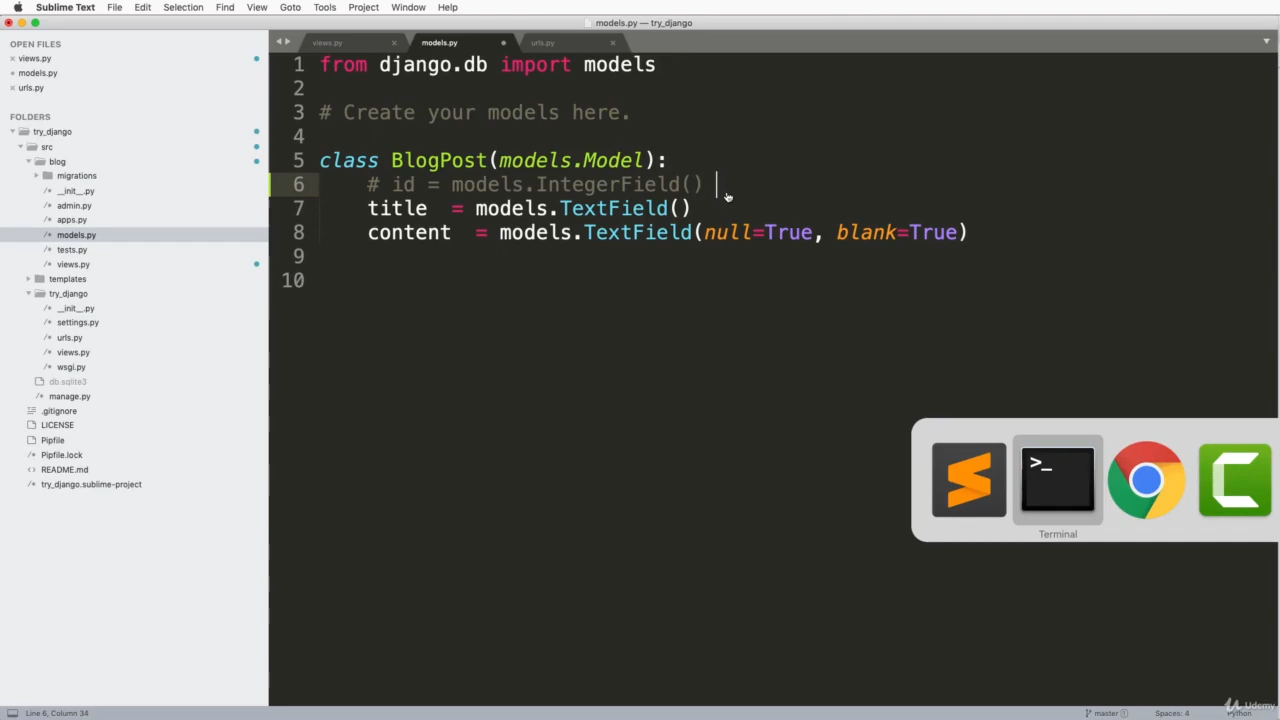 Sublime Text File Edit Selection Find View Goto Tools Project Window Help
models.py — try_django
OPEN FILES
views.py
models.py
urls.py
FOLDERS
try_django
src
blog
migrations
__init__.py
admin.py
apps.py
models.py
tests.py
views.py
templates
try_django
__init__.py
settings.py
urls.py
views.py
wsgi.py
db.sqlite3
manage.py
.gitignore
LICENSE
Pipfile
Pipfile.lock
README.md
try_django.sublime-project
views.py models.py urls.py
1 from django.db import models
2
3 # Create your models here.
4
5 class BlogPost(models.Model):
6 # id = models.IntegerField()
7 title = models.TextField()
8 content = models.TextField(null=True, blank=True)
9
10
>_
Terminal
Line 6, Column 34
master 1 Spaces: 4 Python
Udemy